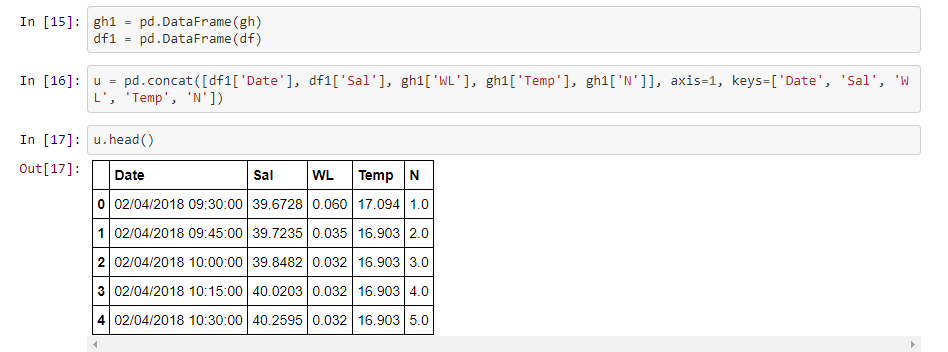 In [15]: gh1 = pd.DataFrame(gh)
df1 = pd.DataFrame(df)
In [16]: u = pd.concat([df1['Date'], df1['Sal'], gh1['WL'], gh1['Temp'], gh1['N']], axis=1, keys=['Date', 'Sal', 'W
L', 'Temp', 'N'])
In [17]: u.head()
Out[17]:
Date Sal WL Temp N
0 02/04/2018 09:30:00 39.6728 0.060 17.094 1.0
1 02/04/2018 09:45:00 39.7235 0.035 16.903 2.0
2 02/04/2018 10:00:00 39.8482 0.032 16.903 3.0
3 02/04/2018 10:15:00 40.0203 0.032 16.903 4.0
4 02/04/2018 10:30:00 40.2595 0.032 16.903 5.0